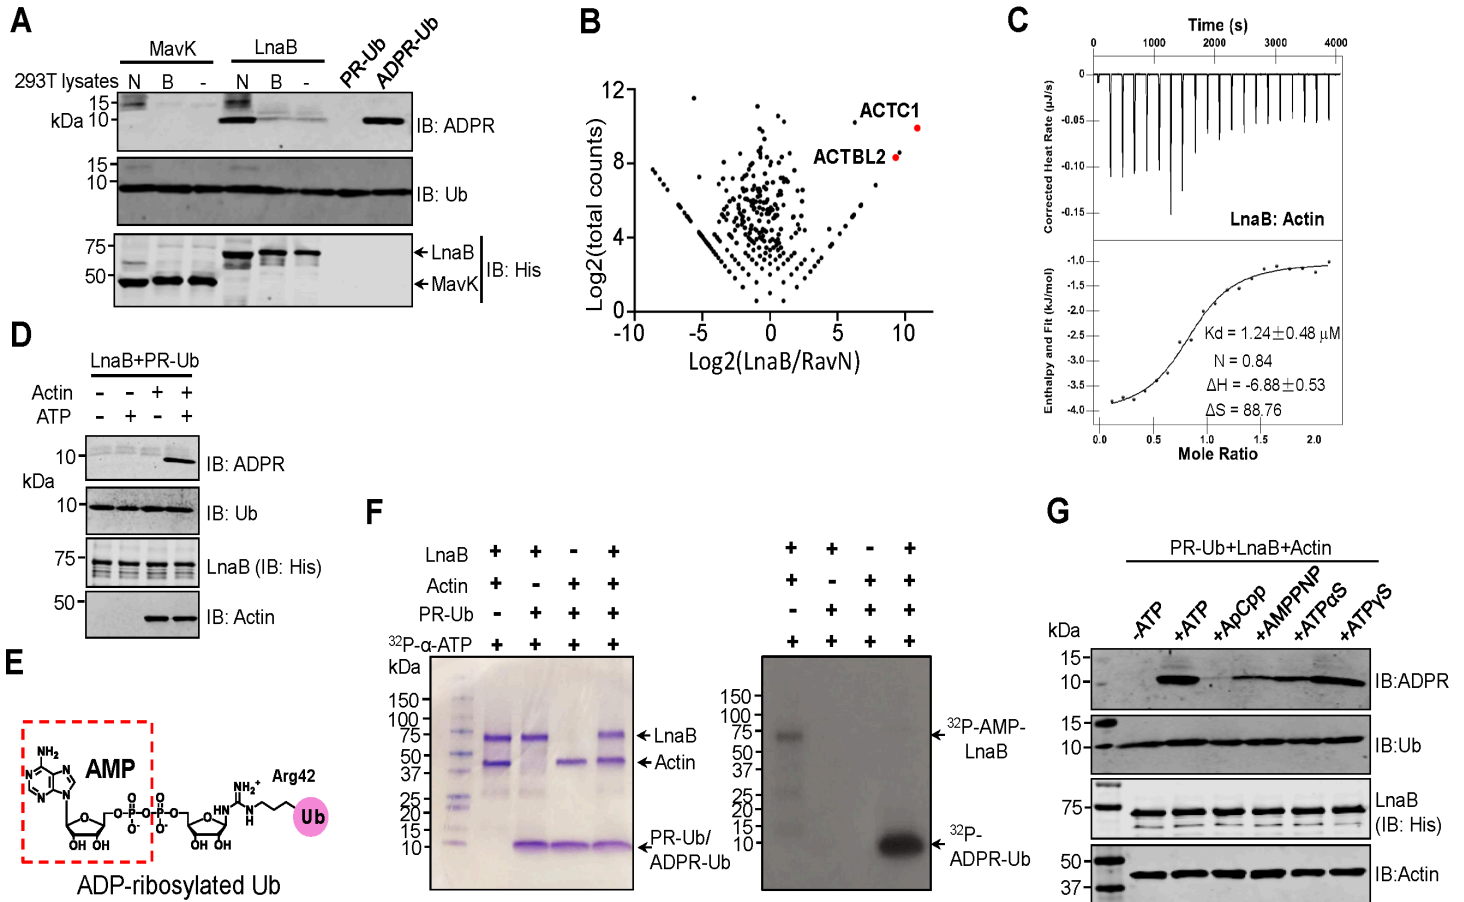 A
MavK
LnaB
PR-Ub
ADPR-Ub
293T lysates N B - N B -
15
kDa 10
IB: ADPR
15
10
IB: Ub
75
50
LnaB
MavK
IB: His
B
12
8
4
0
-10 -5 0 5 10
Log2(total counts)
Log2(LnaB/RavN)
ACTC1
ACTBL2
C
Time (s)
0 1000 2000 3000 4000
Corrected Heat Rate (µJ/s)
0
-0.05
-0.10
-0.15
LnaB: Actin
Enthalpy and Fit (kJ/mol)
-1.0
-1.5
-2.0
-2.5
-3.0
-3.5
-4.0
Kd = 1.24±0.48 µM
N = 0.84
ΔH = -6.88±0.53
ΔS = 88.76
0.0 0.5 1.0 1.5 2.0
Mole Ratio
D
LnaB+PR-Ub
Actin - - + +
ATP - + - +
10
IB: ADPR
kDa
10
IB: Ub
75
LnaB (IB: His)
50
IB: Actin
E
NH2
N
N
N
N
AMP
O
O
P
O
P
O
O
O
O-
O-
OH OH
OH OH
NH
NH2+
N
H
Arg42
Ub
ADP-ribosylated Ub
F
LnaB + + - +
Actin + - + +
PR-Ub - + + +
32P-α-ATP + + + +
kDa
150
100
75
50
37
25
20
15
10
LnaB
Actin
PR-Ub/
ADPR-Ub
+ + - +
+ - + +
- + + +
+ + + +
150
100
75
50
37
25
20
15
10
32P-AMP-
LnaB
32P-
ADPR-Ub
G
PR-Ub+LnaB+Actin
-ATP
+ATP
+ApCpp
+AMPPNP
+ATPαS
+ATPγS
kDa
15
10
IB:ADPR
15
10
IB:Ub
75
LnaB
(IB: His)
50
37
IB:Actin